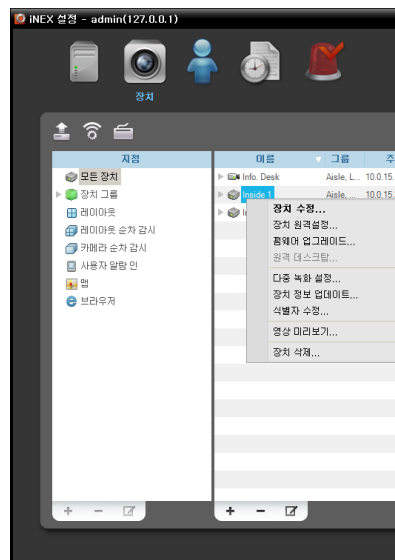 iNEX 설정 - admin(127.0.0.1)
장치
지점
이름 그룹 주
모든 장치
Info. Desk Aisle, L... 10.0.15.
장치 그룹
Inside 1 Aisle, ... 10.0.15.
레이아웃
레이아웃 순차 감시
카메라 순차 감시
사용자 알람 인
맵
브라우저
장치 수정...
장치 원격설정...
펌웨어 업그레이드...
원격 데스크탑...
다중 녹화 설정...
장치 정보 업데이트...
식별자 수정...
영상 미리보기...
장치 삭제...